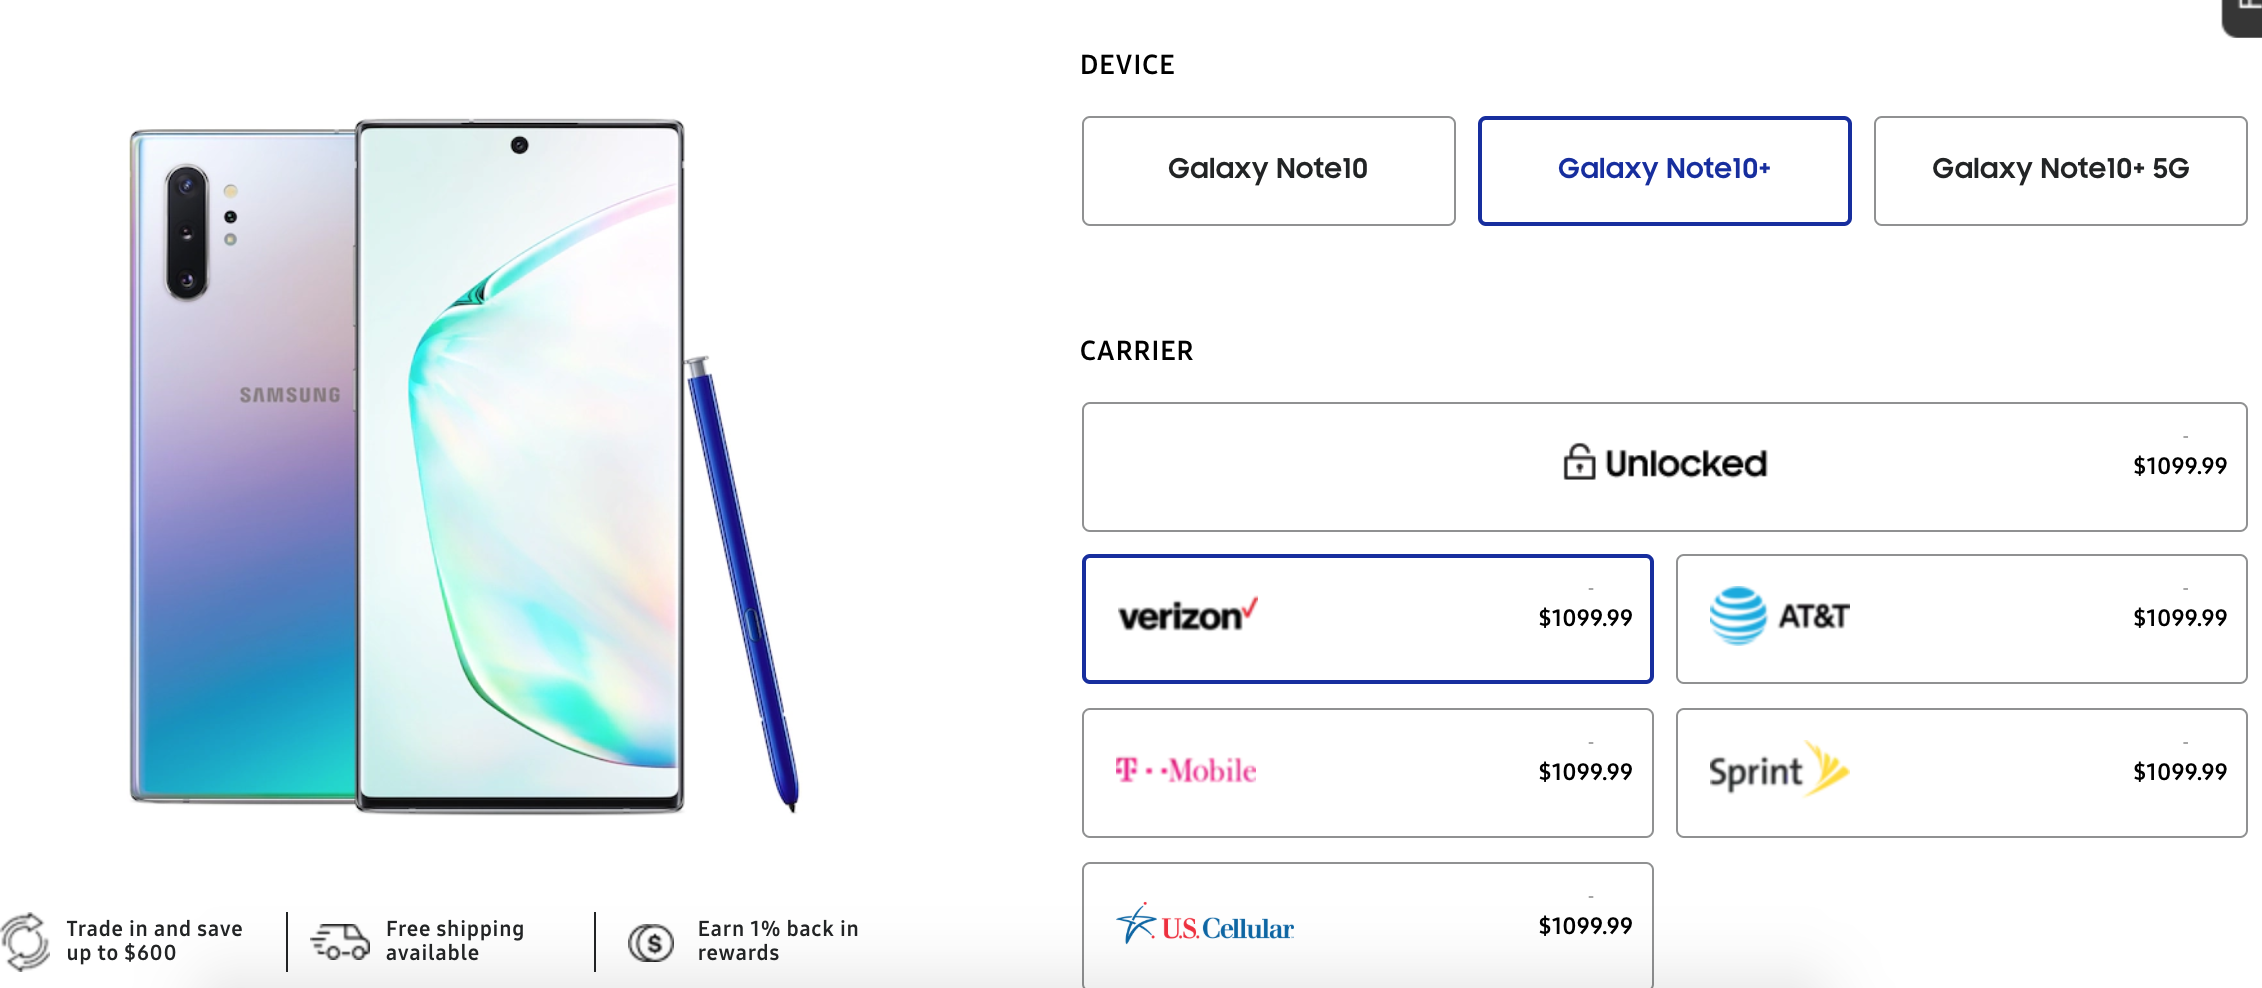 DEVICE
Galaxy Note10
Galaxy Note10+
Galaxy Note10+ 5G
SAMSUNG
CARRIER
-
Unlocked
$1099.99
-
verizon
$1099.99
-
AT&T
$1099.99
-
T··Mobile
$1099.99
-
Sprint
$1099.99
-
U.S. Cellular
$1099.99
Trade in and save
up to $600
Free shipping
available
Earn 1% back in
rewards